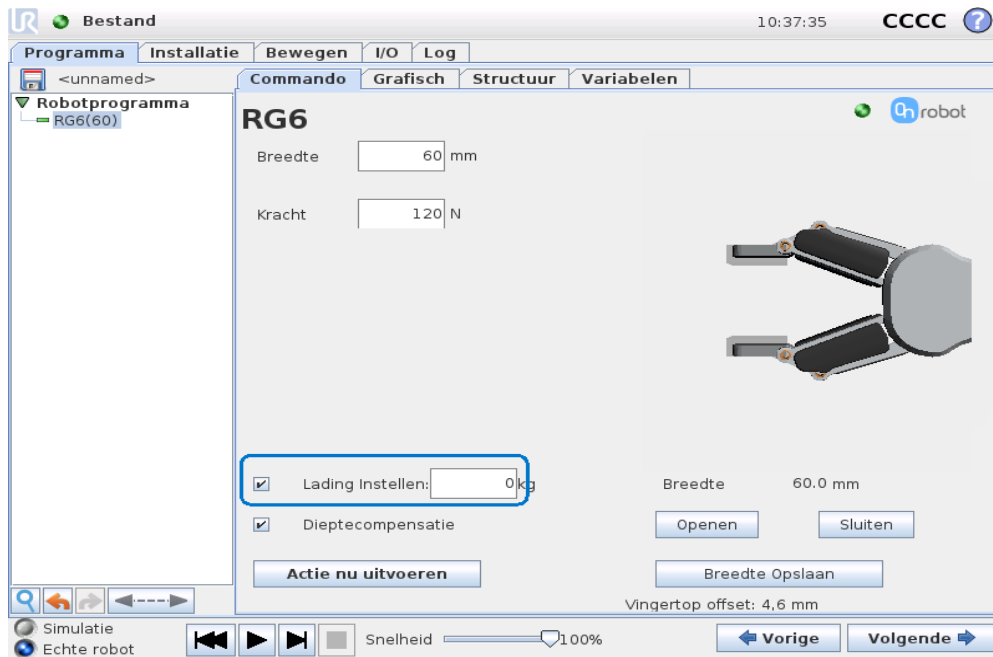 UR Bestand 10:37:35 CCCC ?
Programma Installatie Bewegen I/O Log
<unnamed> Commando Grafisch Structuur Variabelen
Robotprogramma
RG6(60)
RG6
On robot
Breedte 60 mm
Kracht 120 N
Lading Instellen: 0 kg
Breedte 60.0 mm
Dieptecompensatie
Openen Sluiten
Actie nu uitvoeren
Breedte Opslaan
Vingertop offset: 4,6 mm
Simulatie
Echte robot
Snelheid 100%
Vorige Volgende